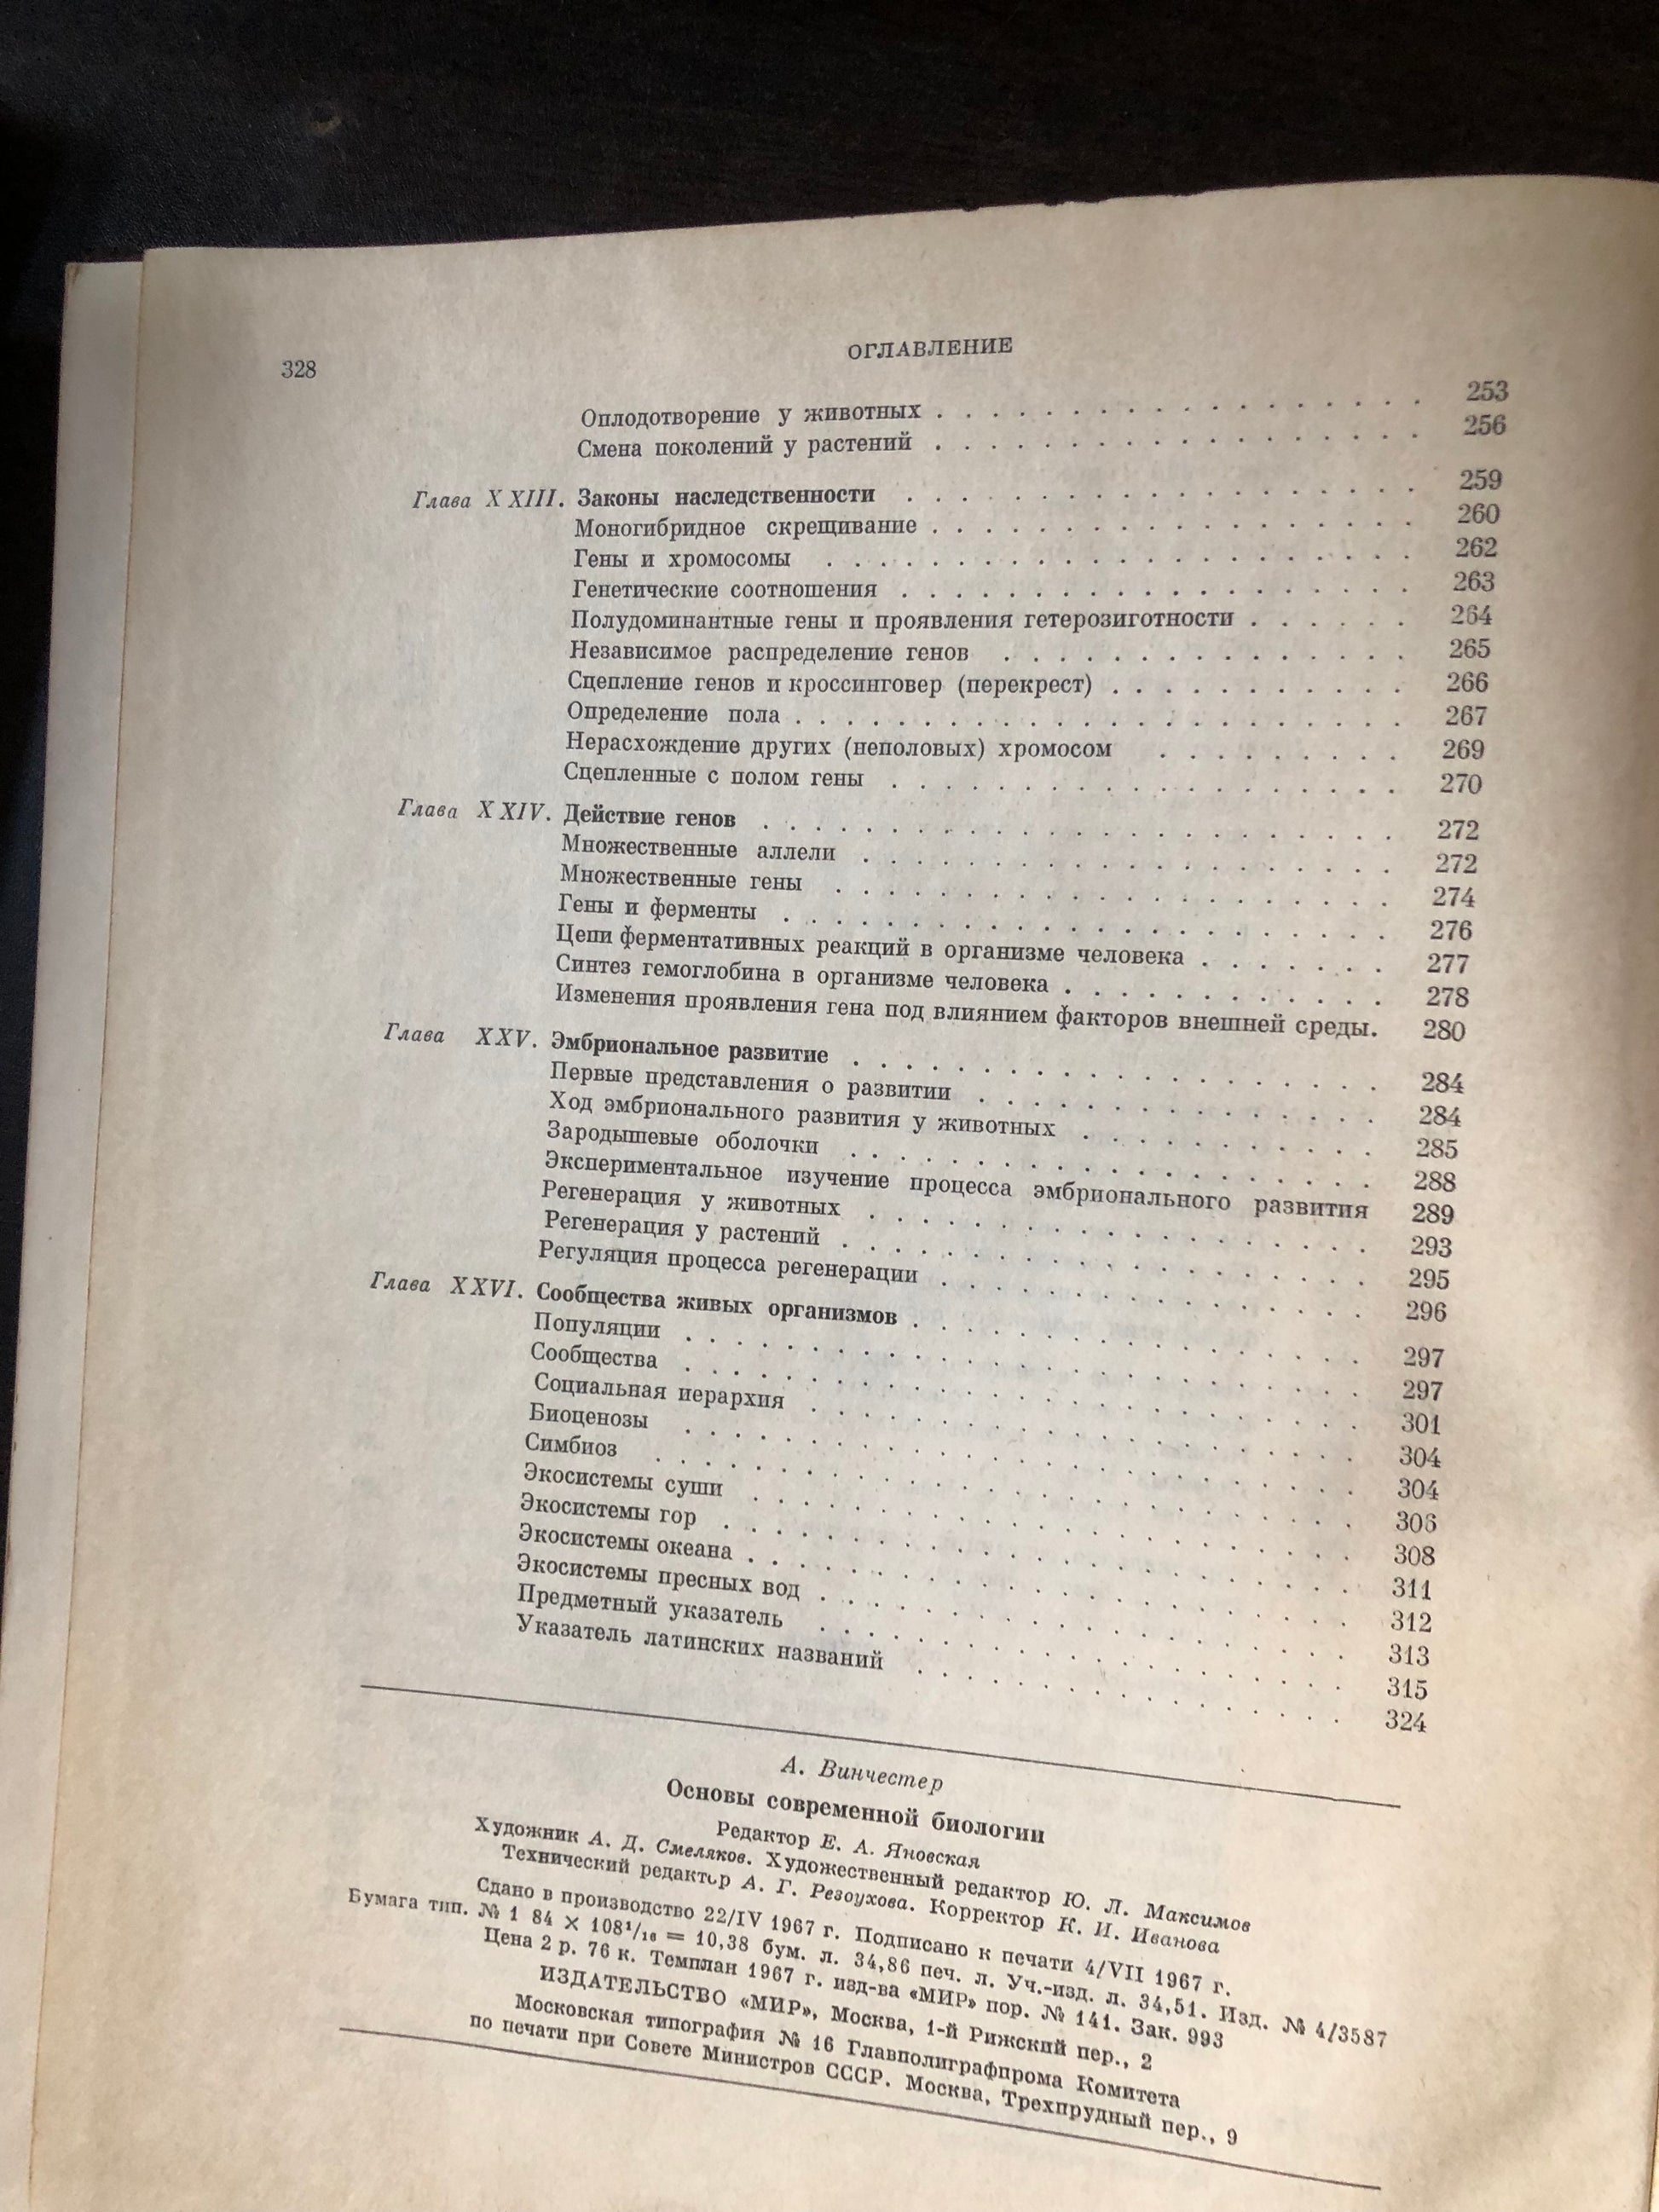 328
ОГЛАВЛЕНИЕ
Оплодотворение у животных . . . . . . . . . . . . . . . . . . . 253
Смена поколений у растений . . . . . . . . . . . . . . . . . . . 256
Глава XXIII. Законы наследственности . . . . . . . . . . . . . . . . . . . 259
Моногибридное скрещивание . . . . . . . . . . . . . . . . . . . 260
Гены и хромосомы . . . . . . . . . . . . . . . . . . . 262
Генетические соотношения . . . . . . . . . . . . . . . . . . . 263
Полудоминантные гены и проявления гетерозиготности . . . . . . 264
Независимое распределение генов . . . . . . . . . . . . . . . 265
Сцепление генов и кроссинговер (перекрест) . . . . . . . . . . . 266
Определение пола . . . . . . . . . . . . . . . . . . . 267
Нерасхождение других (неполовых) хромосом . . . . . . . . . 269
Сцепленные с полом гены . . . . . . . . . . . . . . . . . . . 270
Глава XXIV. Действие генов . . . . . . . . . . . . . . . . . . . 272
Множественные аллели . . . . . . . . . . . . . . . . . . . 272
Множественные гены . . . . . . . . . . . . . . . . . . . 274
Гены и ферменты . . . . . . . . . . . . . . . . . . . 276
Цепи ферментативных реакций в организме человека . . . . . . . 277
Синтез гемоглобина в организме человека . . . . . . . . . . . . 278
Изменения проявления гена под влиянием факторов внешней среды. 280
Глава XXV. Эмбриональное развитие . . . . . . . . . . . . . . . . . . . 284
Первые представления о развитии . . . . . . . . . . . . . . . 284
Ход эмбрионального развития у животных . . . . . . . . . . . 285
Зародышевые оболочки . . . . . . . . . . . . . . . . . . . 288
Экспериментальное изучение процесса эмбрионального развития 289
Регенерация у животных . . . . . . . . . . . . . . . . . . . 293
Регенерация у растений . . . . . . . . . . . . . . . . . . . 295
Регуляция процесса регенерации . . . . . . . . . . . . . . . . 296
Глава XXVI. Сообщества живых организмов . . . . . . . . . . . . . . . . . 297
Популяции . . . . . . . . . . . . . . . . . . . 297
Сообщества . . . . . . . . . . . . . . . . . . . 301
Социальная иерархия . . . . . . . . . . . . . . . . . . . 304
Биоценозы . . . . . . . . . . . . . . . . . . . 304
Симбиоз . . . . . . . . . . . . . . . . . . . 306
Экосистемы суши . . . . . . . . . . . . . . . . . . . 308
Экосистемы гор . . . . . . . . . . . . . . . . . . . 311
Экосистемы океана . . . . . . . . . . . . . . . . . . . 312
Экосистемы пресных вод . . . . . . . . . . . . . . . . . . . 313
Предметный указатель . . . . . . . . . . . . . . . . . . . 315
Указатель латинских названий . . . . . . . . . . . . . . . . . 324
А. Винчестер
Основы современной биологии
Редактор Е. А. Яновская
Художник А. Д. Смеляков. Художественный редактор Ю. Л. Максимов
Технический редактор А. Г. Резоухова. Корректор К. И. Иванова
Сдано в производство 22/IV 1967 г. Подписано к печати 4/VII 1967 г.
Бумага тип. № 1 84 × 108¹/₁₆ = 10,38 бум. л. 34,86 печ. л. Уч.-изд. л. 34,51. Изд. № 4/3587
Цена 2 р. 76 к. Темплан 1967 г. изд-ва «МИР» пор. № 141. Зак. 993
ИЗДАТЕЛЬСТВО «МИР», Москва, 1-й Рижский пер., 2
Московская типография № 16 Главполиграфпрома Комитета
по печати при Совете Министров СССР. Москва, Трехпрудный пер., 9